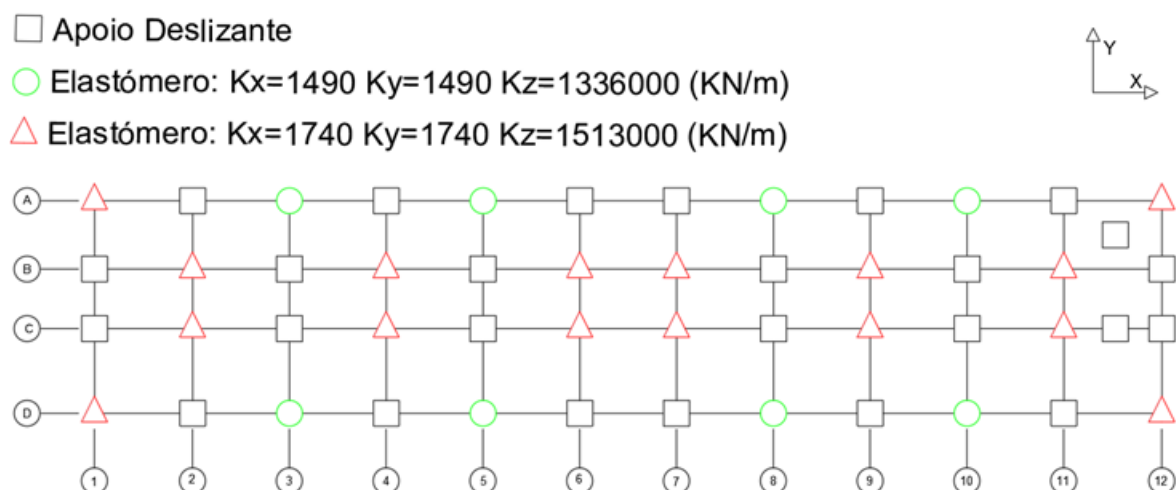 Apoio Deslizante
Elastómero: Kx=1490 Ky=1490 Kz=1336000 (KN/m)
Elastómero: Kx=1740 Ky=1740 Kz=1513000 (KN/m)
Y
X
A
B
C
D
1 2 3 4 5 6 7 8 9 10 11 12